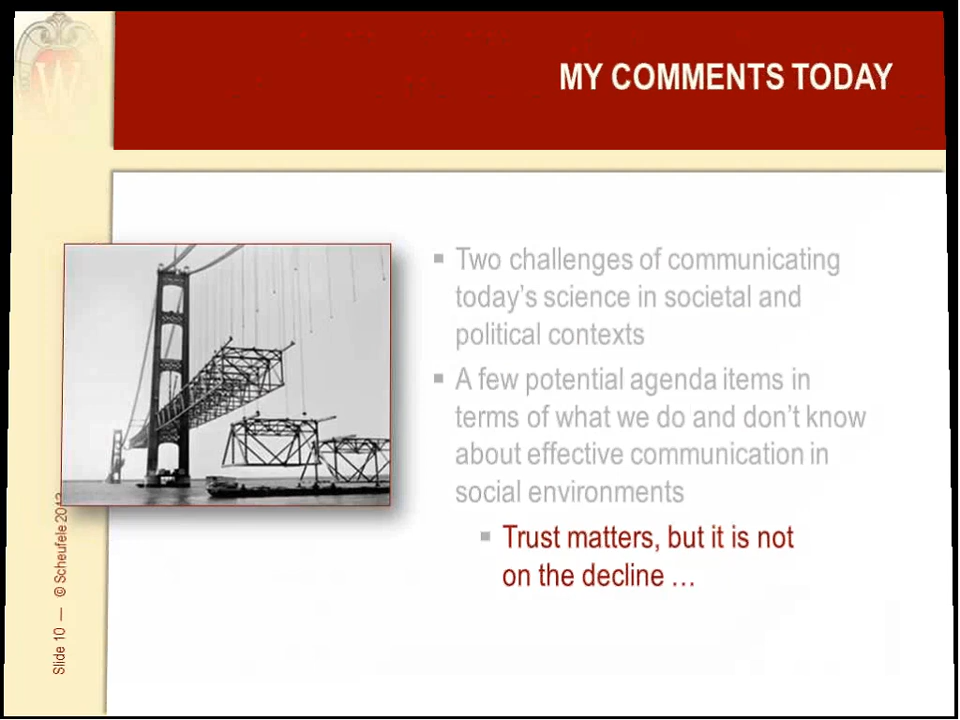 MY COMMENTS TODAY
▪ Two challenges of communicating
today's science in societal and
political contexts
▪ A few potential agenda items in
terms of what we do and don't know
about effective communication in
social environments
▪ Trust matters, but it is not
on the decline …
Slide 10 — © Scheufele
W